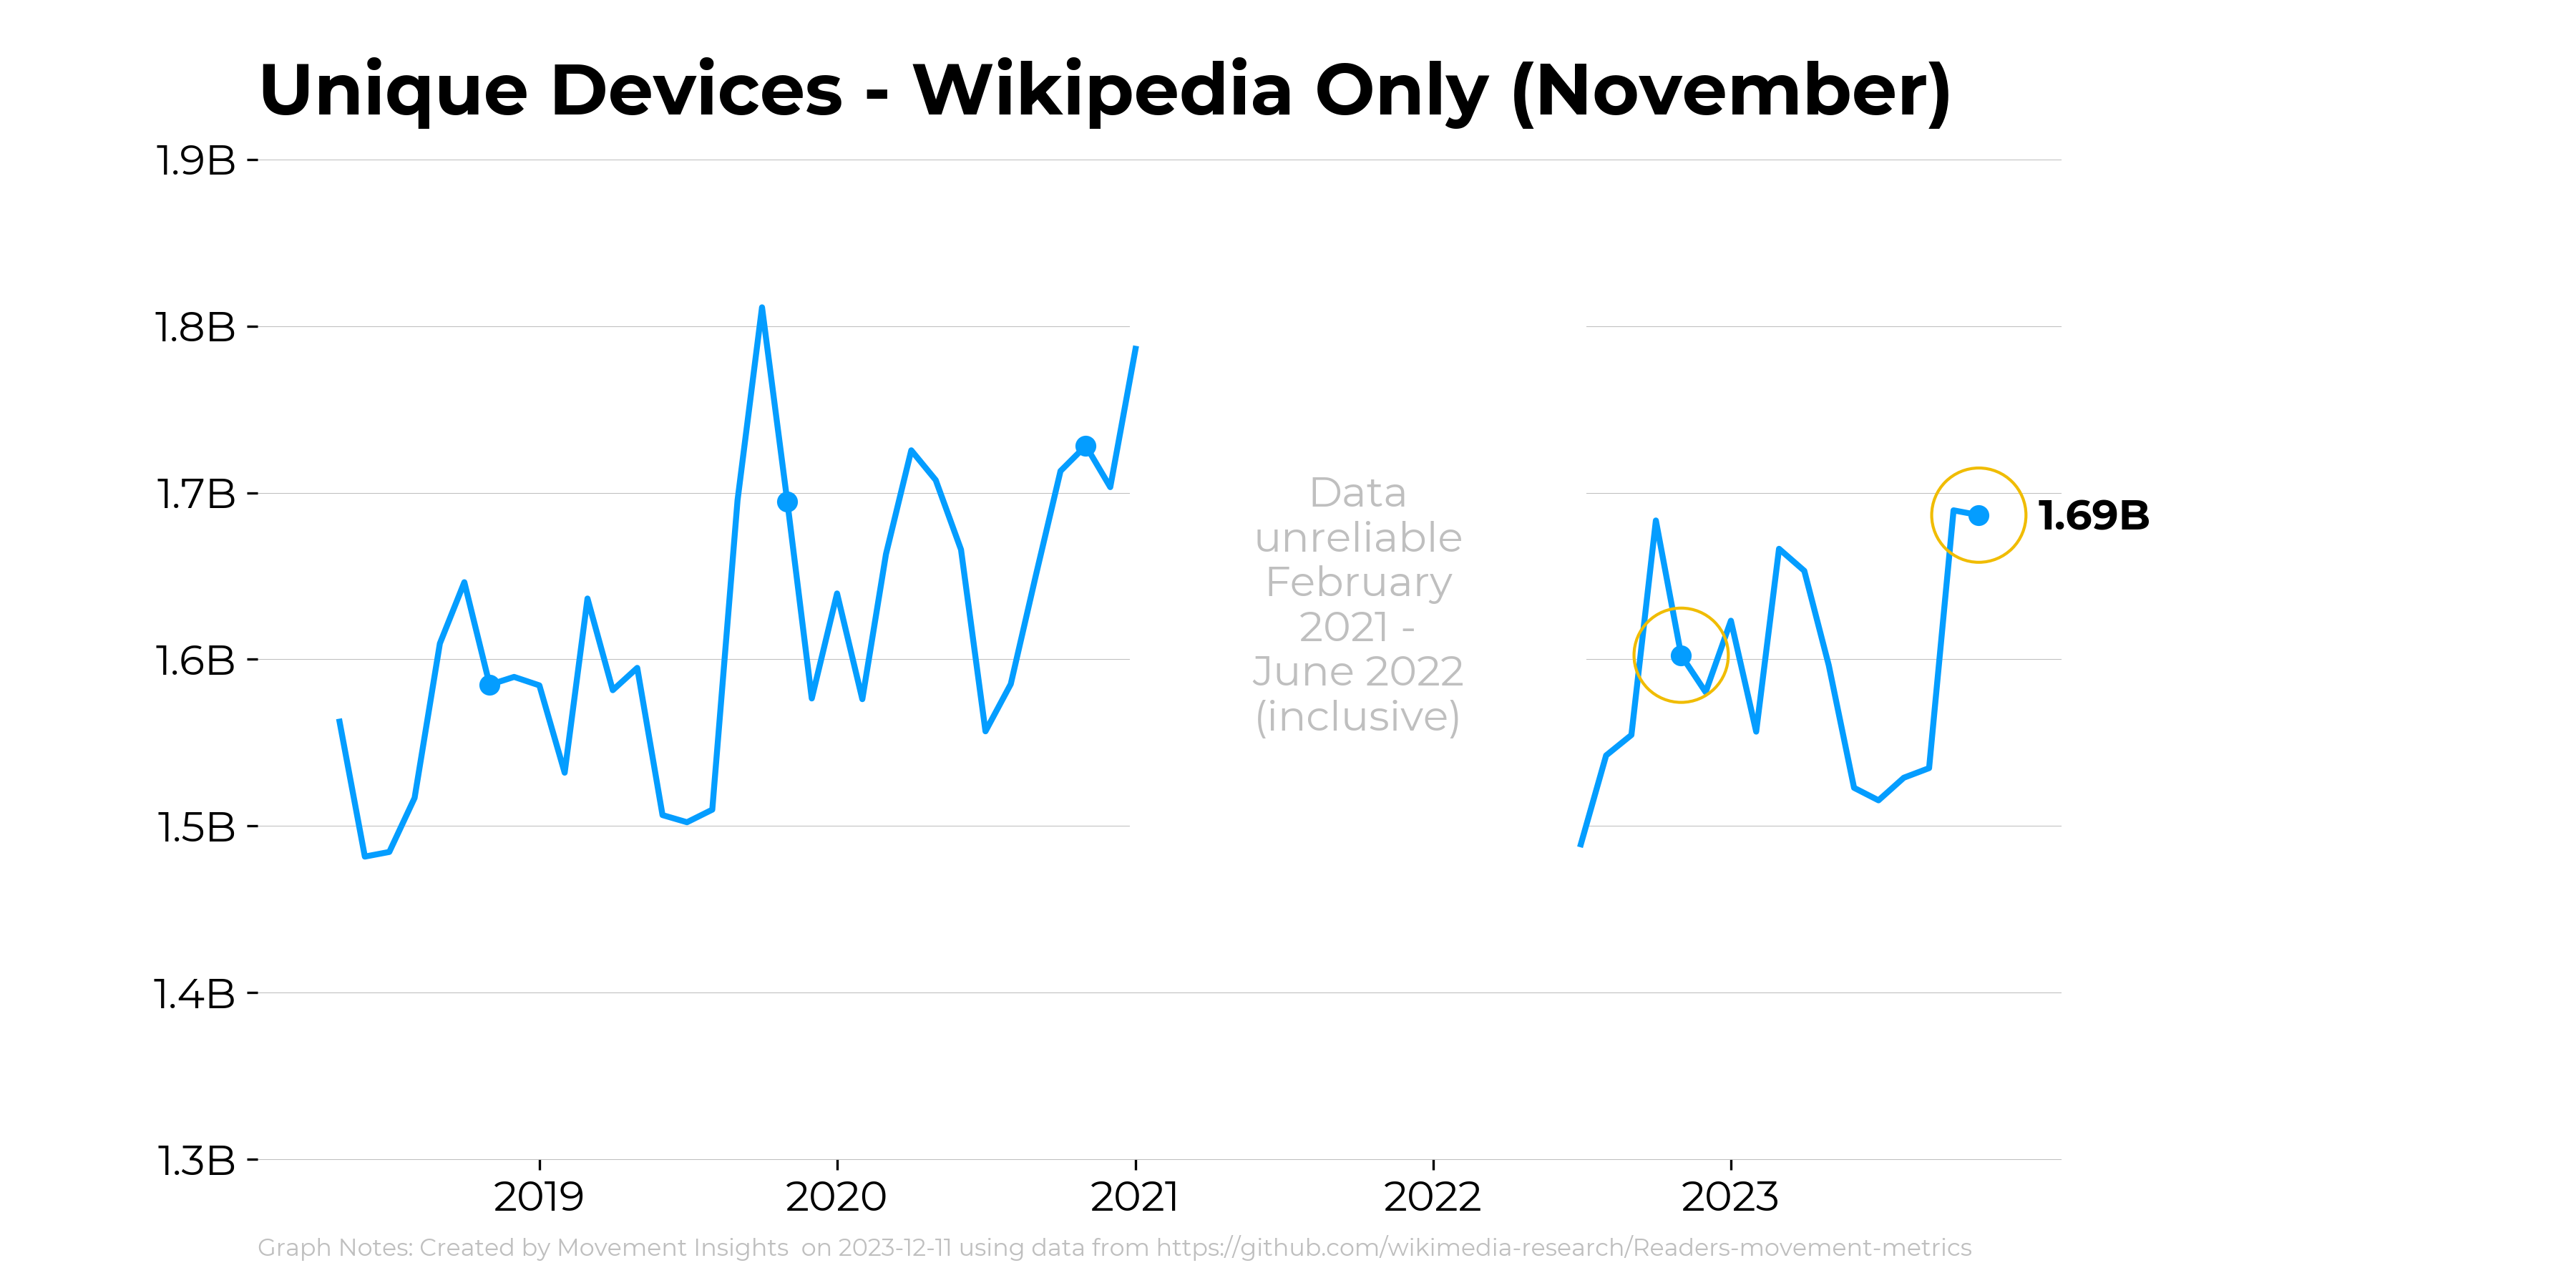 Unique Devices - Wikipedia Only (November)
1.9B
1.8B
1.7B
1.6B
1.5B
1.4B
1.3B
Data
unreliable
February
2021 -
June 2022
(inclusive)
1.69B
2019
2020
2021
2022
2023
Graph Notes: Created by Movement Insights  on 2023-12-11 using data from https://github.com/wikimedia-research/Readers-movement-metrics